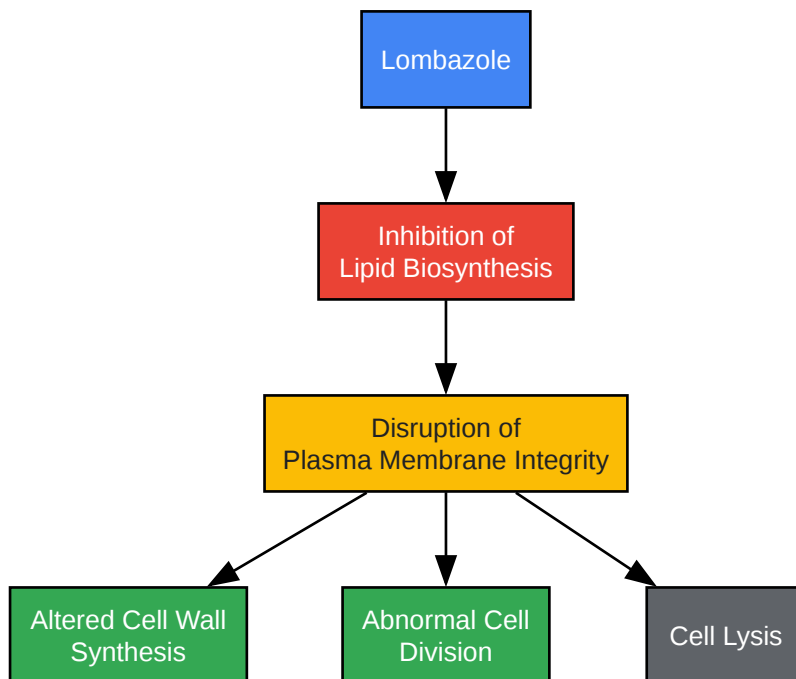 Lombazole
Inhibition of
Lipid Biosynthesis
Disruption of
Plasma Membrane Integrity
Altered Cell Wall
Synthesis
Abnormal Cell
Division
Cell Lysis